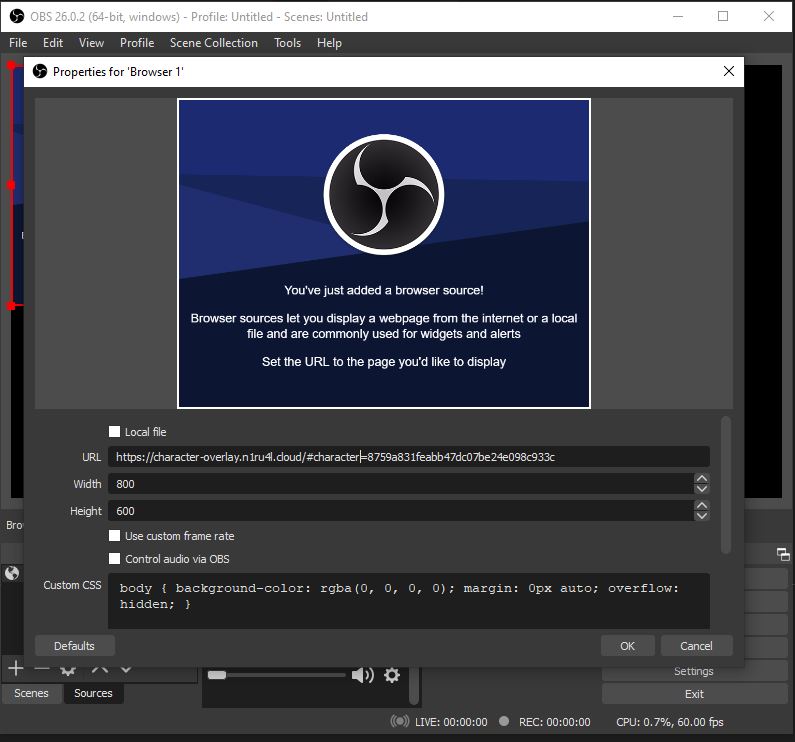 OBS 26.0.2 (64-bit, windows) - Profile: Untitled - Scenes: Untitled
File Edit View Profile Scene Collection Tools Help
Properties for 'Browser 1'
You've just added a browser source!
Browser sources let you display a webpage from the internet or a local
file and are commonly used for widgets and alerts
Set the URL to the page you'd like to display
Local file
URL https://character-overlay.n1ru4l.cloud/#character=8759a831feabb47dc07be24e098c933c
Width 800
Height 600
Use custom frame rate
Control audio via OBS
Custom CSS body { background-color: rgba(0, 0, 0, 0); margin: 0px auto; overflow:
hidden; }
Defaults OK Cancel
Settings
Scenes Sources Exit
LIVE: 00:00:00 REC: 00:00:00 CPU: 0.7%, 60.00 fps